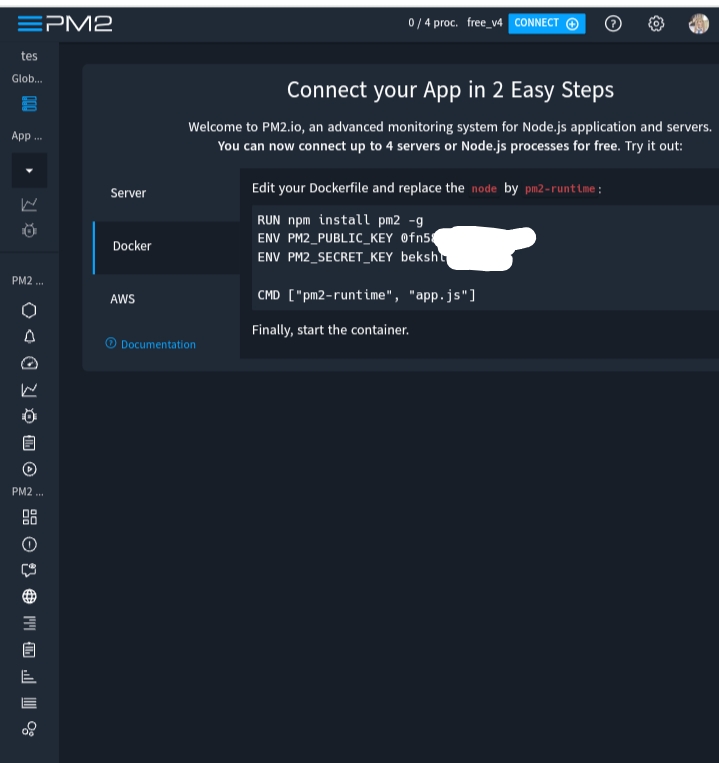 PM2
0 / 4 proc. free_v4 CONNECT
tes
Glob...
App ...
PM2 ...
PM2 ...
Connect your App in 2 Easy Steps
Welcome to PM2.io, an advanced monitoring system for Node.js application and servers.
You can now connect up to 4 servers or Node.js processes for free. Try it out:
Server
Docker
AWS
Documentation
Edit your Dockerfile and replace the node by pm2-runtime:
RUN npm install pm2 -g
ENV PM2_PUBLIC_KEY
ENV PM2_SECRET_KEY
CMD ["pm2-runtime", "app.js"]
Finally, start the container.